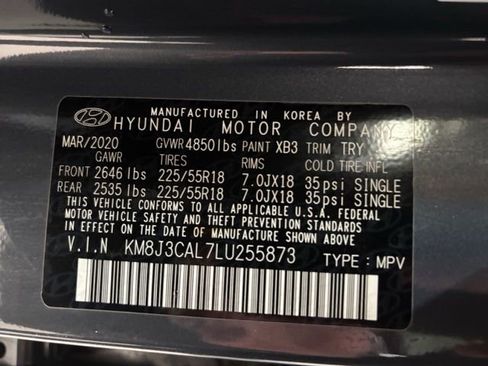 MANUFACTURED IN KOREA BY
HYUNDAI MOTOR COMPANY
MAR/2020 GVWR 4850lbs PAINT XB3 TRIM TRY
GAWR TIRES RIMS COLD TIRE INFL
FRONT 2646 lbs 225/55R18 7.0JX18 35psi SINGLE
REAR 2535 lbs 225/55R18 7.0JX18 35psi SINGLE
THIS VEHICLE CONFORMS TO ALL APPLICABLE U.S.A. FEDERAL
MOTOR VEHICLE SAFETY AND THEFT PREVENTION STANDARDS
IN EFFECT ON THE DATE OF MANUFACTURE SHOWN ABOVE.
V.I.N KM8J3CAL7LU255873 TYPE : MPV